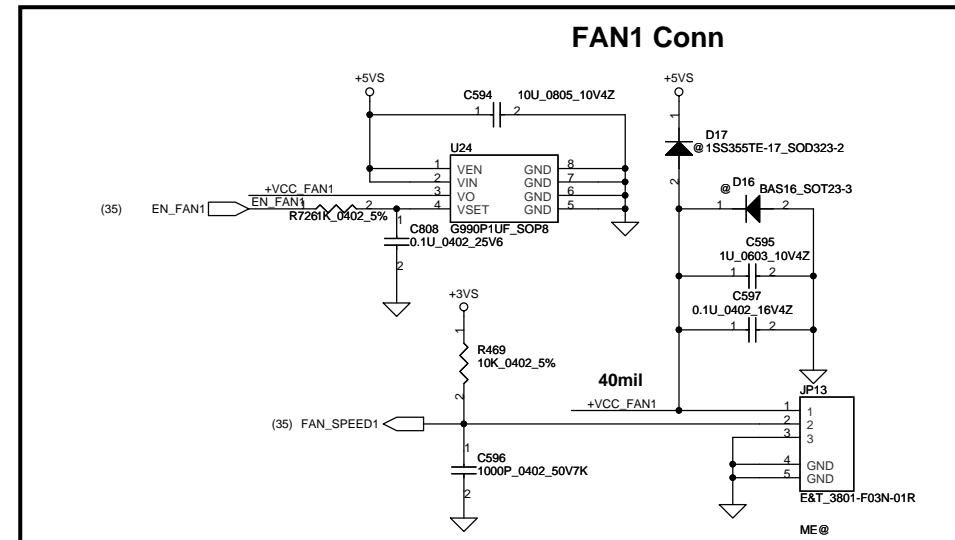 FAN1 Conn
+5VS
C594
10U_0805_10V4Z
1
2
U24
1 VEN GND 8
2 VIN GND 7
3 VO GND 6
4 VSET GND 5
G990P1UF_SOP8
+VCC_FAN1
(35) EN_FAN1
EN_FAN1
1 2
R726 1K_0402_5%
1
C808
0.1U_0402_25V6
2
+5VS
1
D17
@ 1SS355TE-17_SOD323-2
2
D16
@
BAS16_SOT23-3
1 2
C595
1U_0603_10V4Z
1 2
C597
0.1U_0402_16V4Z
1 2
+3VS
1
R469
10K_0402_5%
2
(35) FAN_SPEED1
1
C596
1000P_0402_50V7K
2
40mil
+VCC_FAN1
JP13
1 1
2 2
3 3
4 GND
5 GND
E&T_3801-F03N-01R
ME@